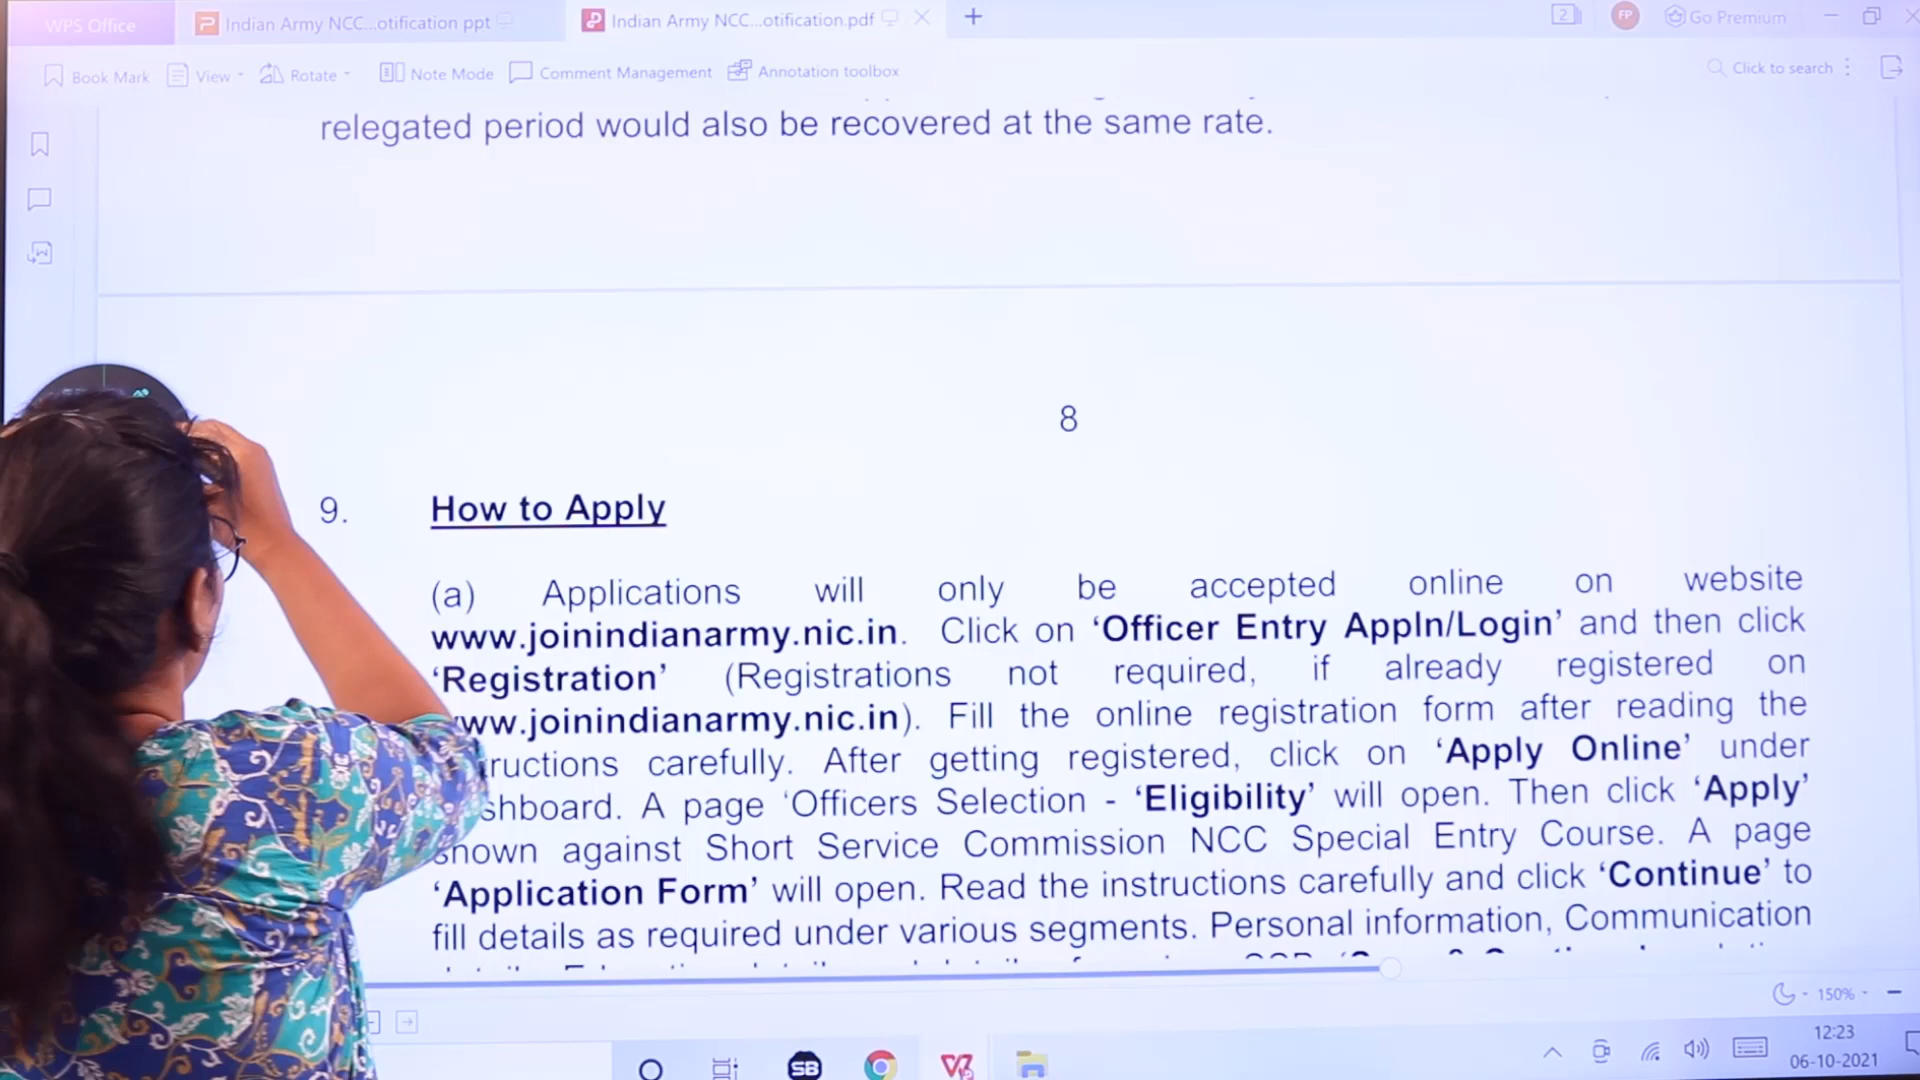 WPS Office
Indian Army NCC...otification ppt
Indian Army NCC...otification.pdf
2
FP
Go Premium
Book Mark
View
Rotate
Note Mode
Comment Management
Annotation toolbox
Click to search
relegated period would also be recovered at the same rate.
8
9. How to Apply
(a) Applications will only be accepted online on website
www.joinindianarmy.nic.in. Click on ‘Officer Entry Appln/Login’ and then click
‘Registration’ (Registrations not required, if already registered on
www.joinindianarmy.nic.in). Fill the online registration form after reading the
ructions carefully. After getting registered, click on ‘Apply Online’ under
shboard. A page ‘Officers Selection - ‘Eligibility’ will open. Then click ‘Apply’
shown against Short Service Commission NCC Special Entry Course. A page
‘Application Form’ will open. Read the instructions carefully and click ‘Continue’ to
fill details as required under various segments. Personal information, Communication
150%
SB
12:23
06-10-2021